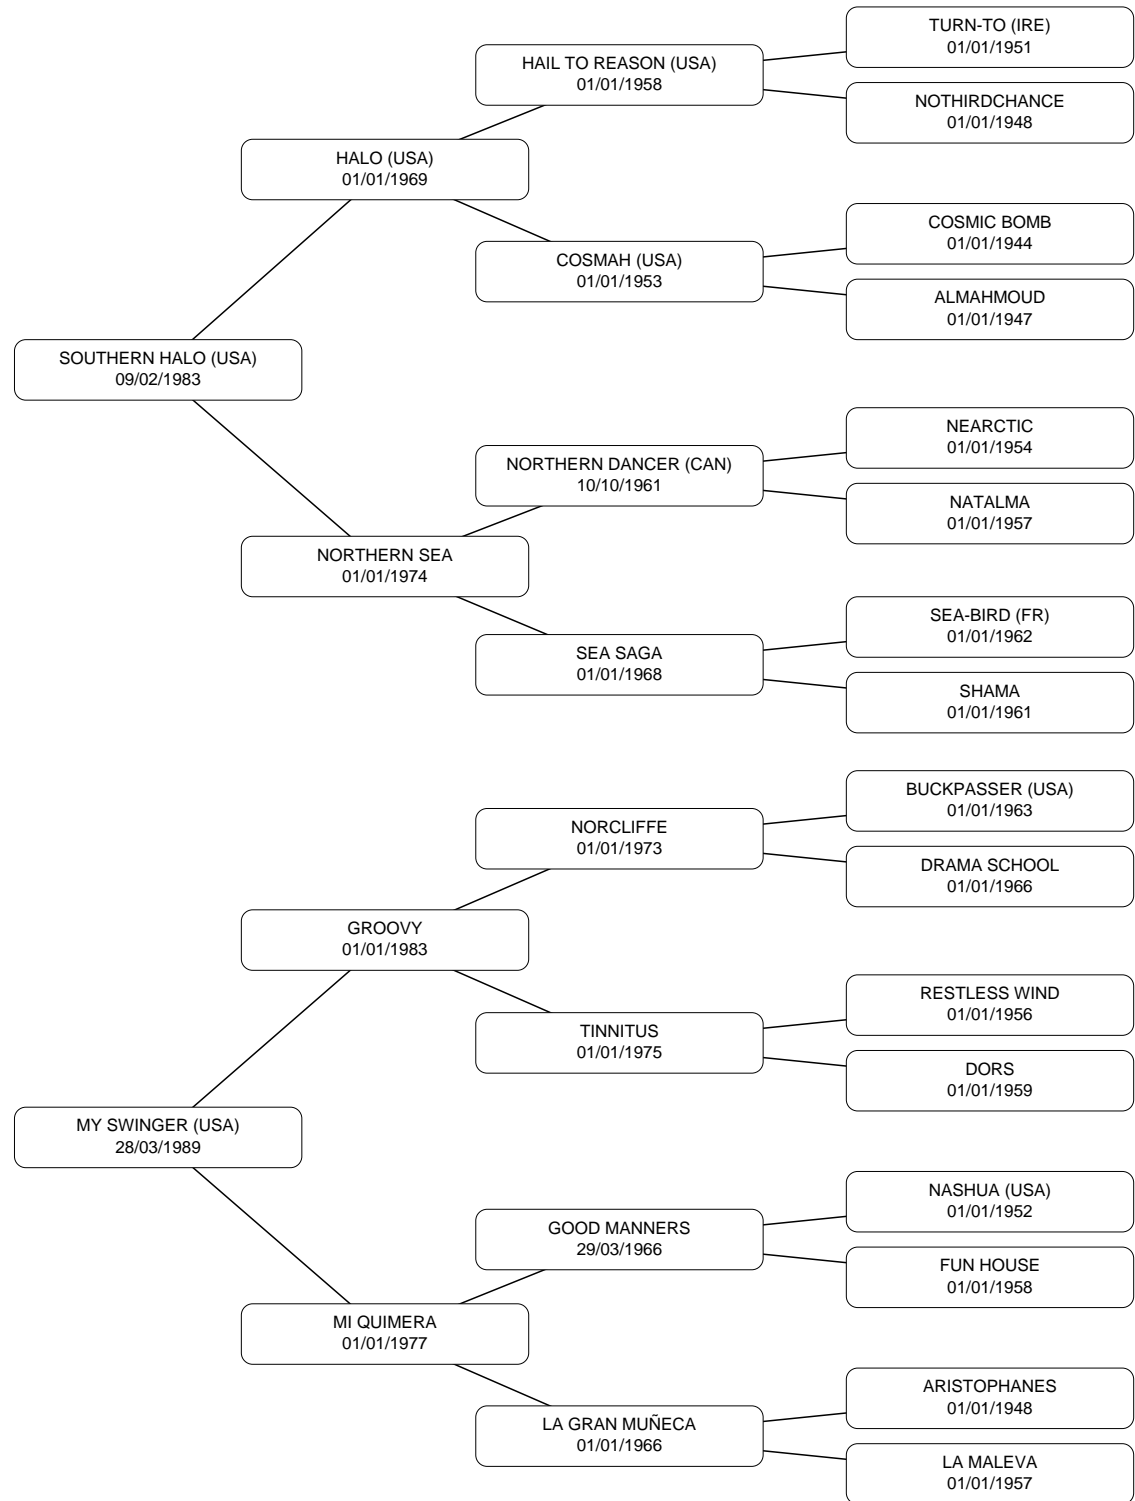 TURN-TO (IRE)
01/01/1951
HAIL TO REASON (USA)
01/01/1958
NOTHIRDCHANCE
01/01/1948
HALO (USA)
01/01/1969
COSMIC BOMB
01/01/1944
COSMAH (USA)
01/01/1953
ALMAHMOUD
01/01/1947
SOUTHERN HALO (USA)
09/02/1983
NEARCTIC
01/01/1954
NORTHERN DANCER (CAN)
10/10/1961
NATALMA
01/01/1957
NORTHERN SEA
01/01/1974
SEA-BIRD (FR)
01/01/1962
SEA SAGA
01/01/1968
SHAMA
01/01/1961
BUCKPASSER (USA)
01/01/1963
NORCLIFFE
01/01/1973
DRAMA SCHOOL
01/01/1966
GROOVY
01/01/1983
RESTLESS WIND
01/01/1956
TINNITUS
01/01/1975
DORS
01/01/1959
MY SWINGER (USA)
28/03/1989
NASHUA (USA)
01/01/1952
GOOD MANNERS
29/03/1966
FUN HOUSE
01/01/1958
MI QUIMERA
01/01/1977
ARISTOPHANES
01/01/1948
LA GRAN MUÑECA
01/01/1966
LA MALEVA
01/01/1957